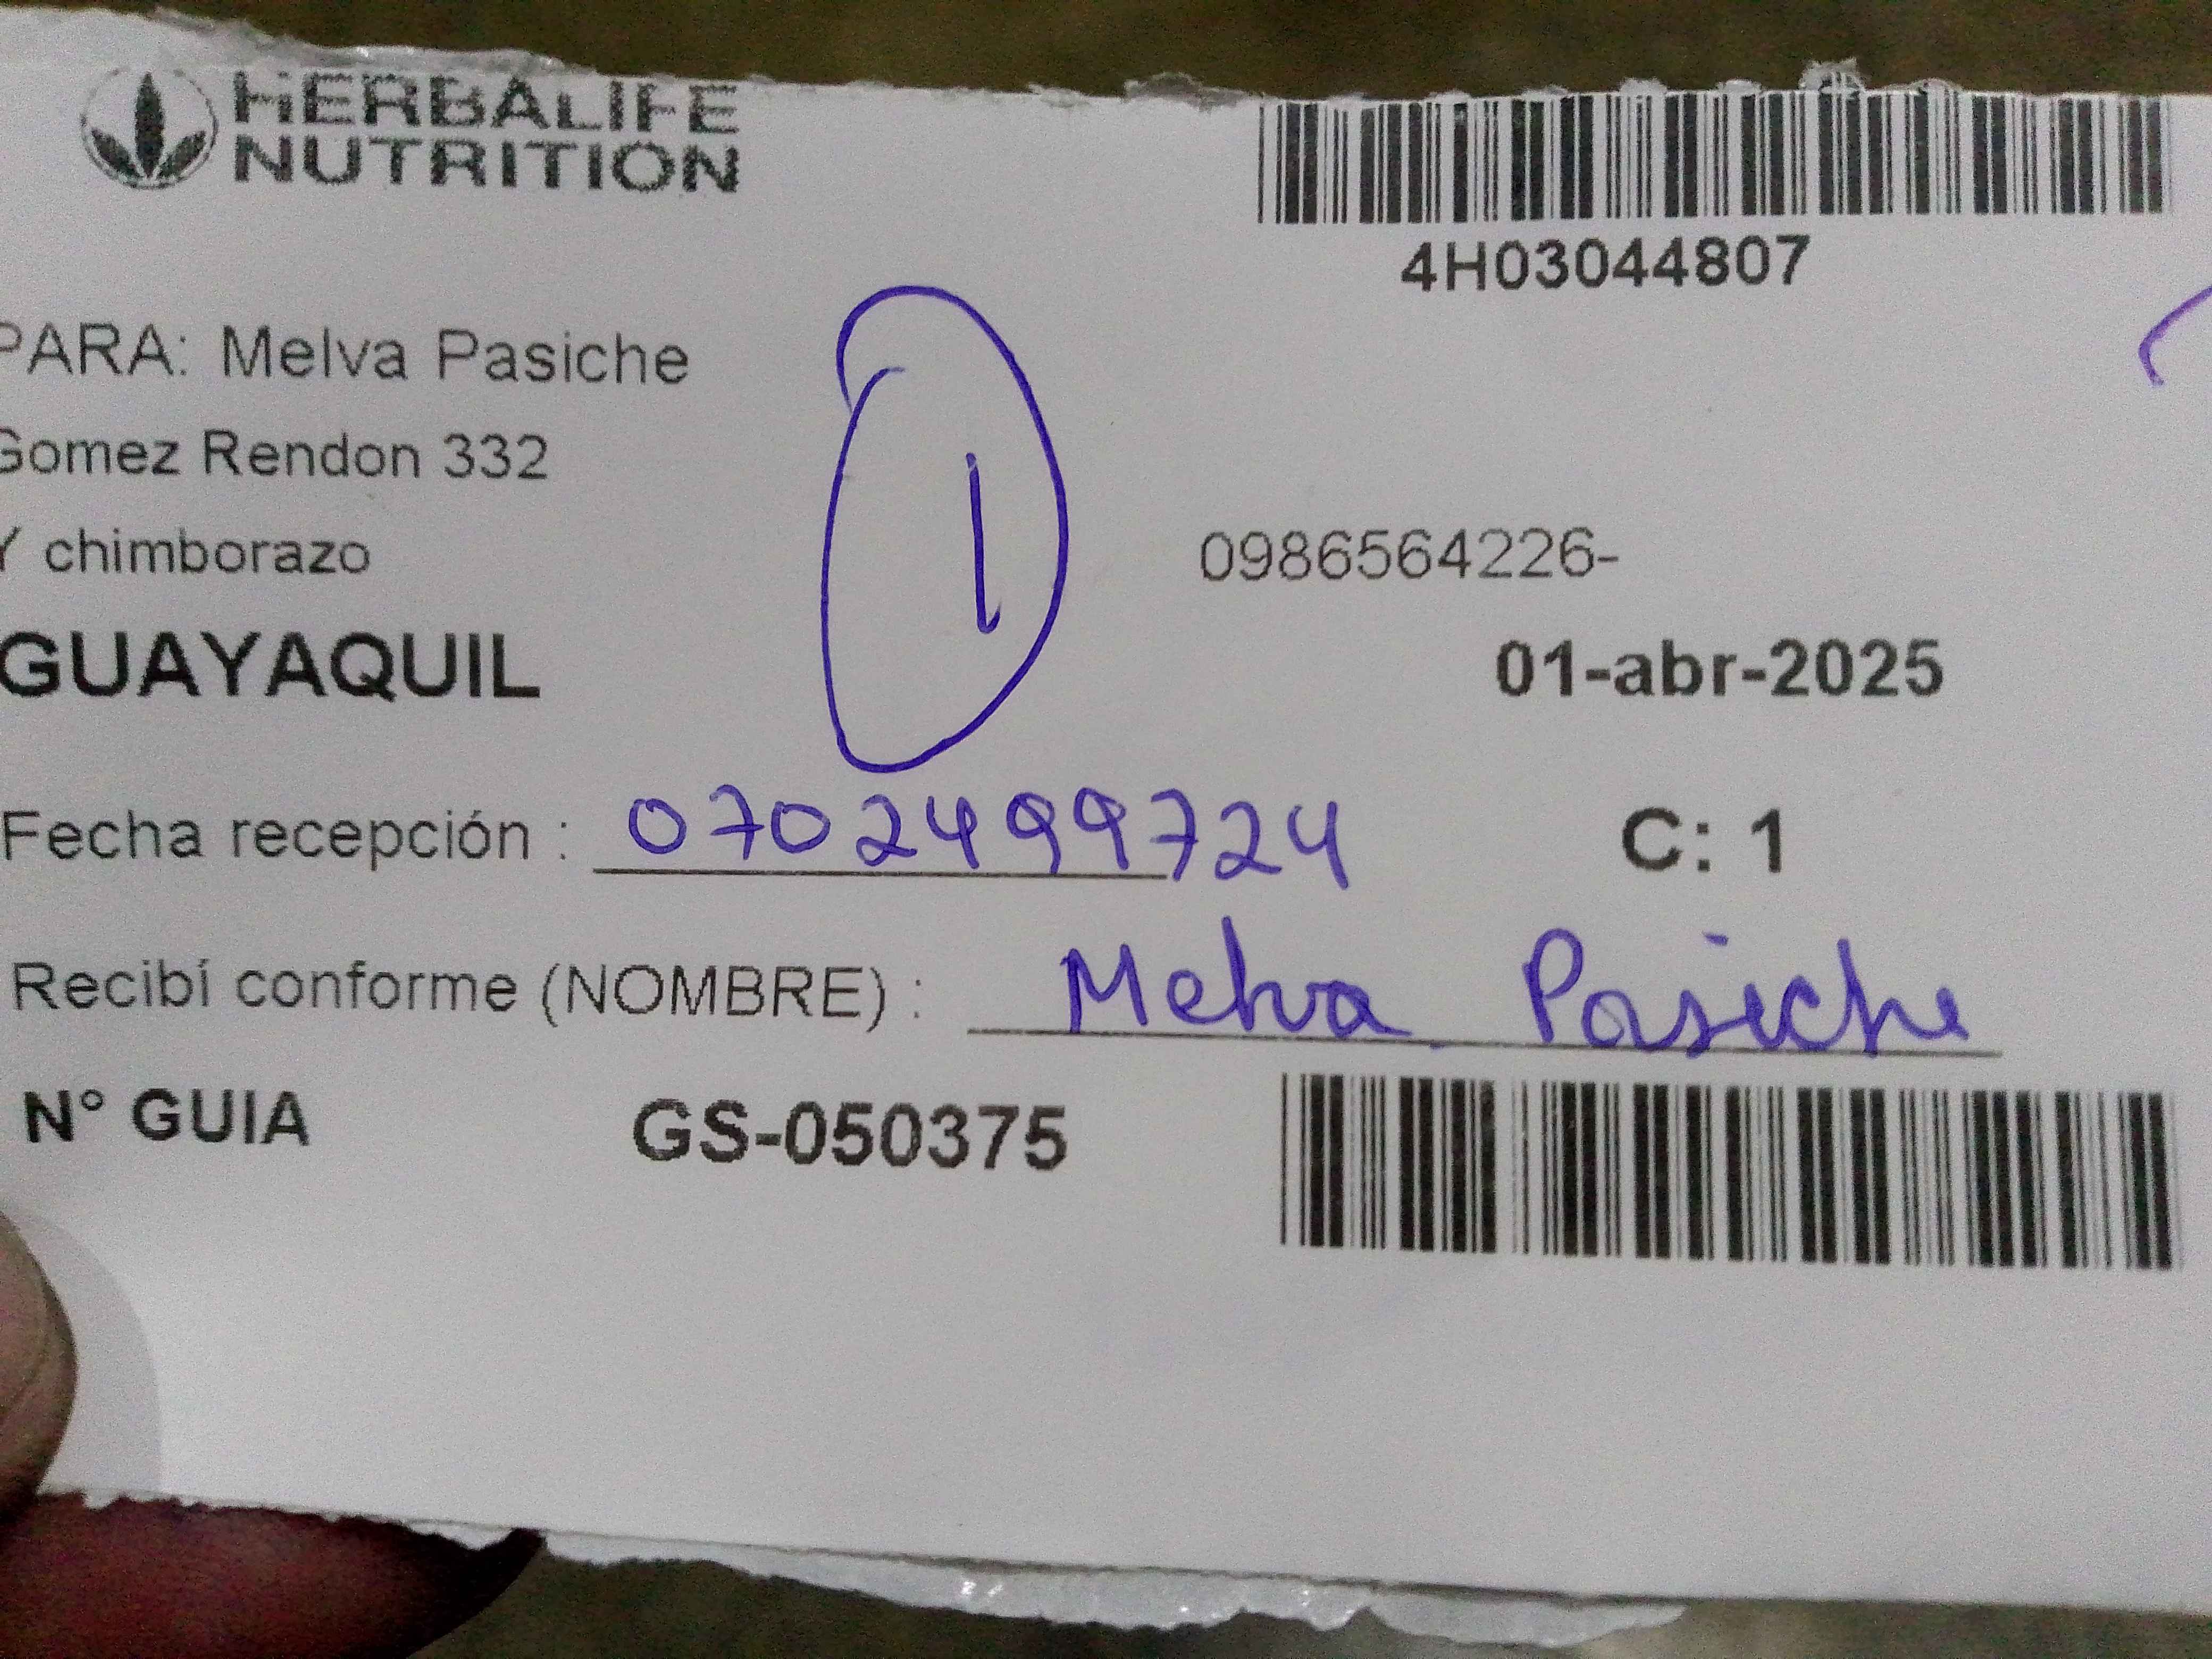 HERBALIFE
NUTRITION
4H03044807
PARA: Melva Pasiche
Gomez Rendon 332
1
Y chimborazo
0986564226-
GUAYAQUIL
01-abr-2025
Fecha recepción : 0702499724
C: 1
Recibí conforme (NOMBRE) : Melva Pasiche
N° GUIA GS-050375